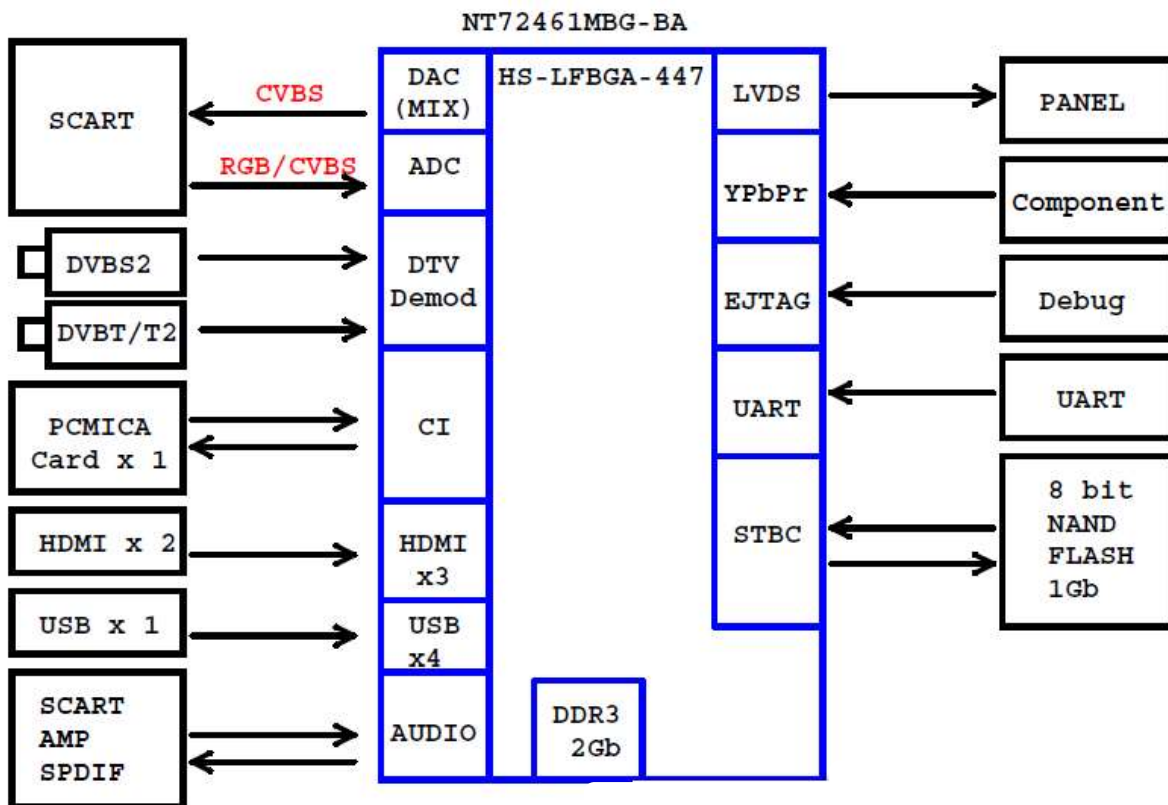 NT72461MBG-BA
HS-LFBGA-447
SCART
CVBS
RGB/CVBS
DVBS2
DVBT/T2
PCMICA
Card x 1
HDMI x 2
USB x 1
SCART
AMP
SPDIF
DAC
(MIX)
ADC
DTV
Demod
CI
HDMI
x3
USB
x4
AUDIO
DDR3
2Gb
LVDS
YPbPr
EJTAG
UART
STBC
PANEL
Component
Debug
UART
8 bit
NAND
FLASH
1Gb